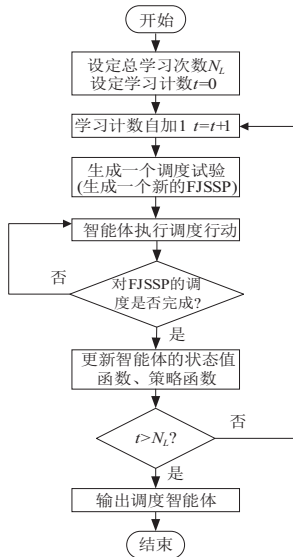 开始
设定总学习次数N_L
设定学习计数t=0
学习计数自加1 t=t+1
生成一个调度试验
(生成一个新的FJSSP)
智能体执行调度行动
否
对FJSSP的调
度是否完成?
是
更新智能体的状态值
函数、策略函数
t>N_L?
否
是
输出调度智能体
结束